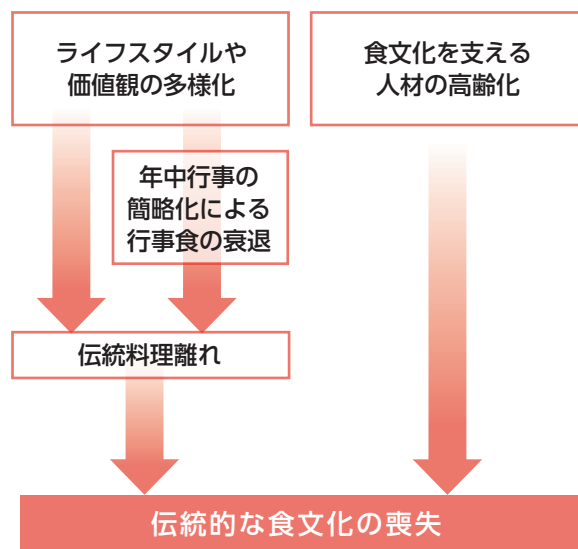 ライフスタイルや
価値観の多様化
食文化を支える
人材の高齢化
年中行事の
簡略化による
行事食の衰退
伝統料理離れ
伝統的な食文化の喪失